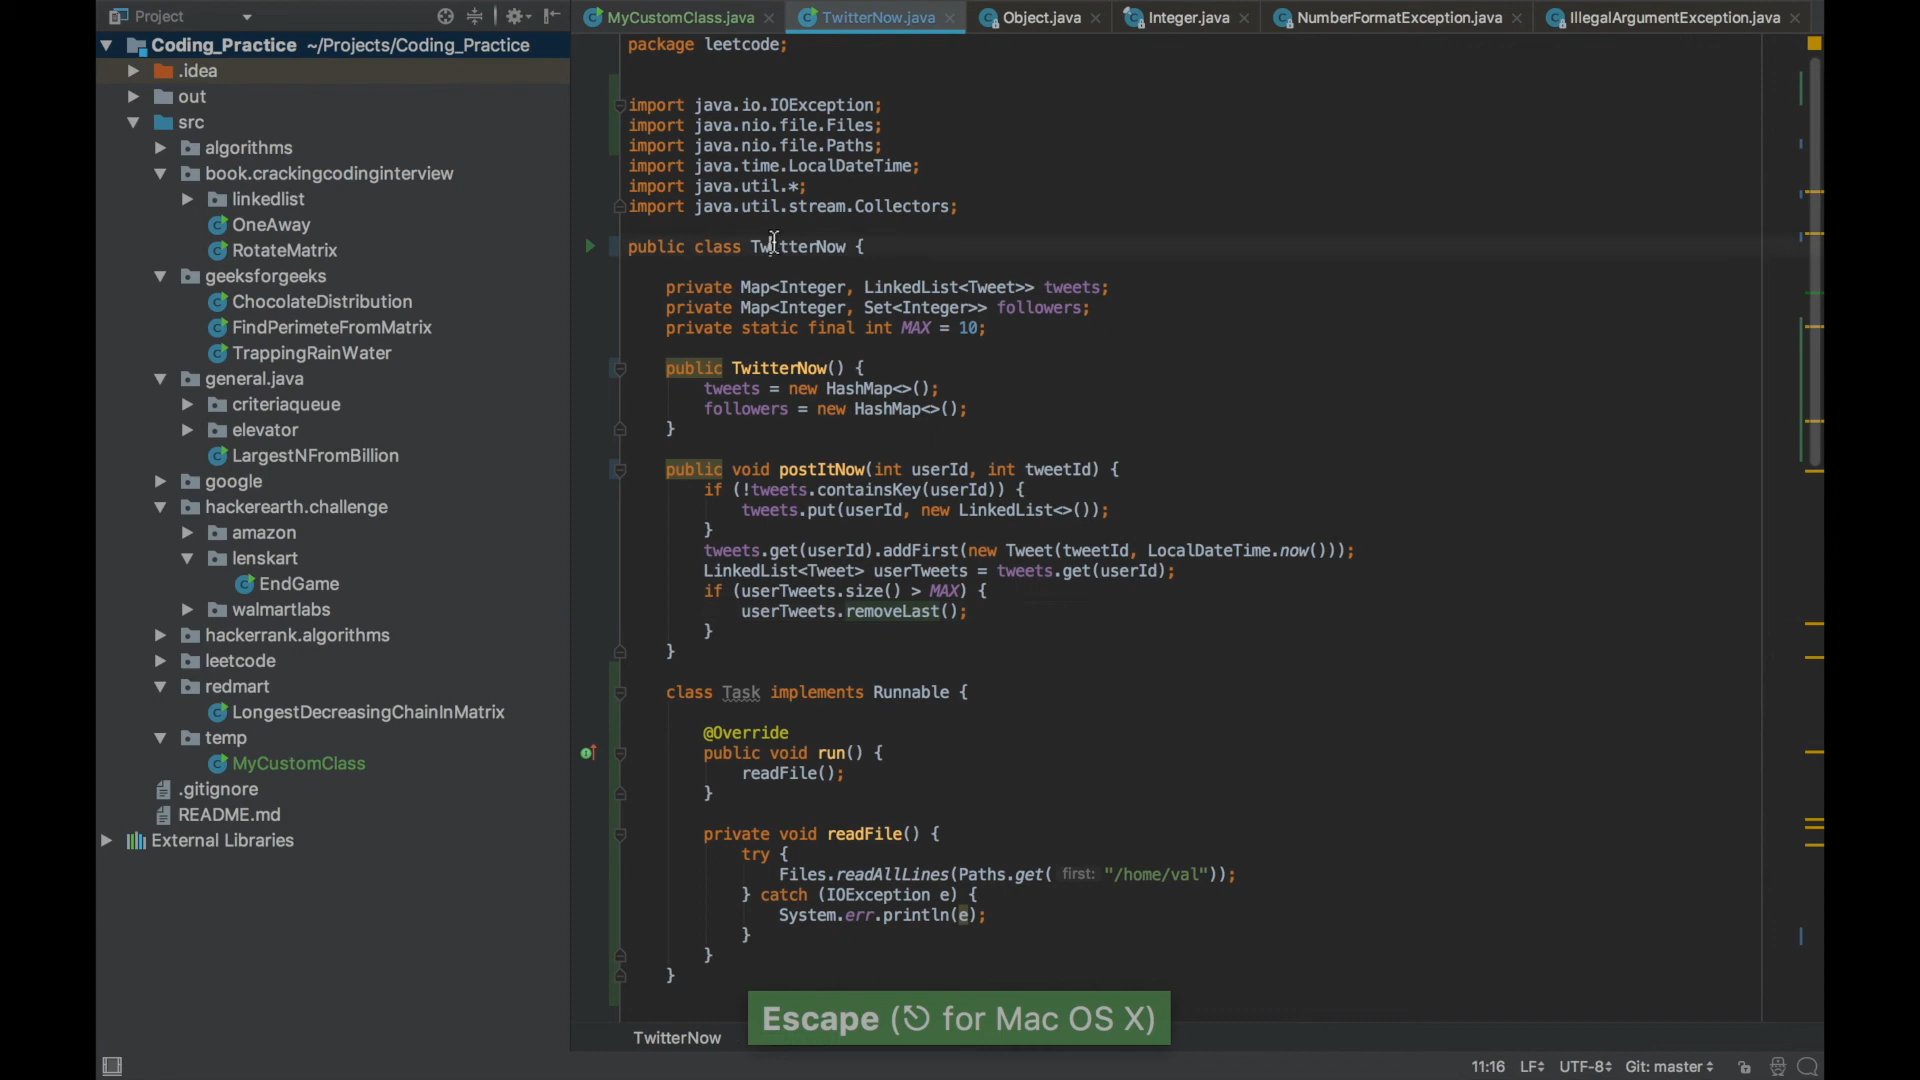 Project
Coding_Practice ~/Projects/Coding_Practice
.idea
out
src
algorithms
book.crackingcodinginterview
linkedlist
OneAway
RotateMatrix
geeksforgeeks
ChocolateDistribution
FindPerimeteFromMatrix
TrappingRainWater
general.java
criteriaqueue
elevator
LargestNFromBillion
google
hackerearth.challenge
amazon
lenskart
EndGame
walmartlabs
hackerrank.algorithms
leetcode
redmart
LongestDecreasingChainInMatrix
temp
MyCustomClass
.gitignore
README.md
External Libraries
MyCustomClass.java TwitterNow.java Object.java Integer.java NumberFormatException.java IllegalArgumentException.java
package leetcode;
import java.io.IOException;
import java.nio.file.Files;
import java.nio.file.Paths;
import java.time.LocalDateTime;
import java.util.*;
import java.util.stream.Collectors;
public class TwitterNow {
private Map<Integer, LinkedList<Tweet>> tweets;
private Map<Integer, Set<Integer>> followers;
private static final int MAX = 10;
public TwitterNow() {
tweets = new HashMap<>();
followers = new HashMap<>();
}
public void postItNow(int userId, int tweetId) {
if (!tweets.containsKey(userId)) {
tweets.put(userId, new LinkedList<>());
}
tweets.get(userId).addFirst(new Tweet(tweetId, LocalDateTime.now()));
LinkedList<Tweet> userTweets = tweets.get(userId);
if (userTweets.size() > MAX) {
userTweets.removeLast();
}
}
class Task implements Runnable {
@Override
public void run() {
readFile();
}
private void readFile() {
try {
Files.readAllLines(Paths.get( first: "/home/val"));
} catch (IOException e) {
System.err.println(e);
}
}
}
Escape (⎋ for Mac OS X)
TwitterNow
11:16 LF UTF-8 Git: master